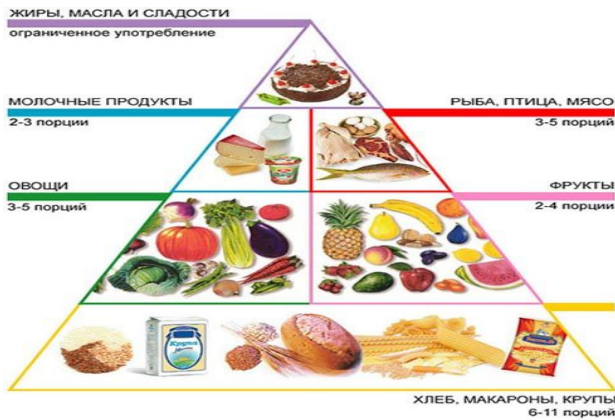 ЖИРЫ, МАСЛА И СЛАДОСТИ
ограниченное употребление
МОЛОЧНЫЕ ПРОДУКТЫ
2-3 порции
РЫБА, ПТИЦА, МЯСО
3-5 порций
ОВОЩИ
3-5 порций
ФРУКТЫ
2-4 порции
Крупа
ХЛЕБ, МАКАРОНЫ, КРУПЫ
6-11 порций